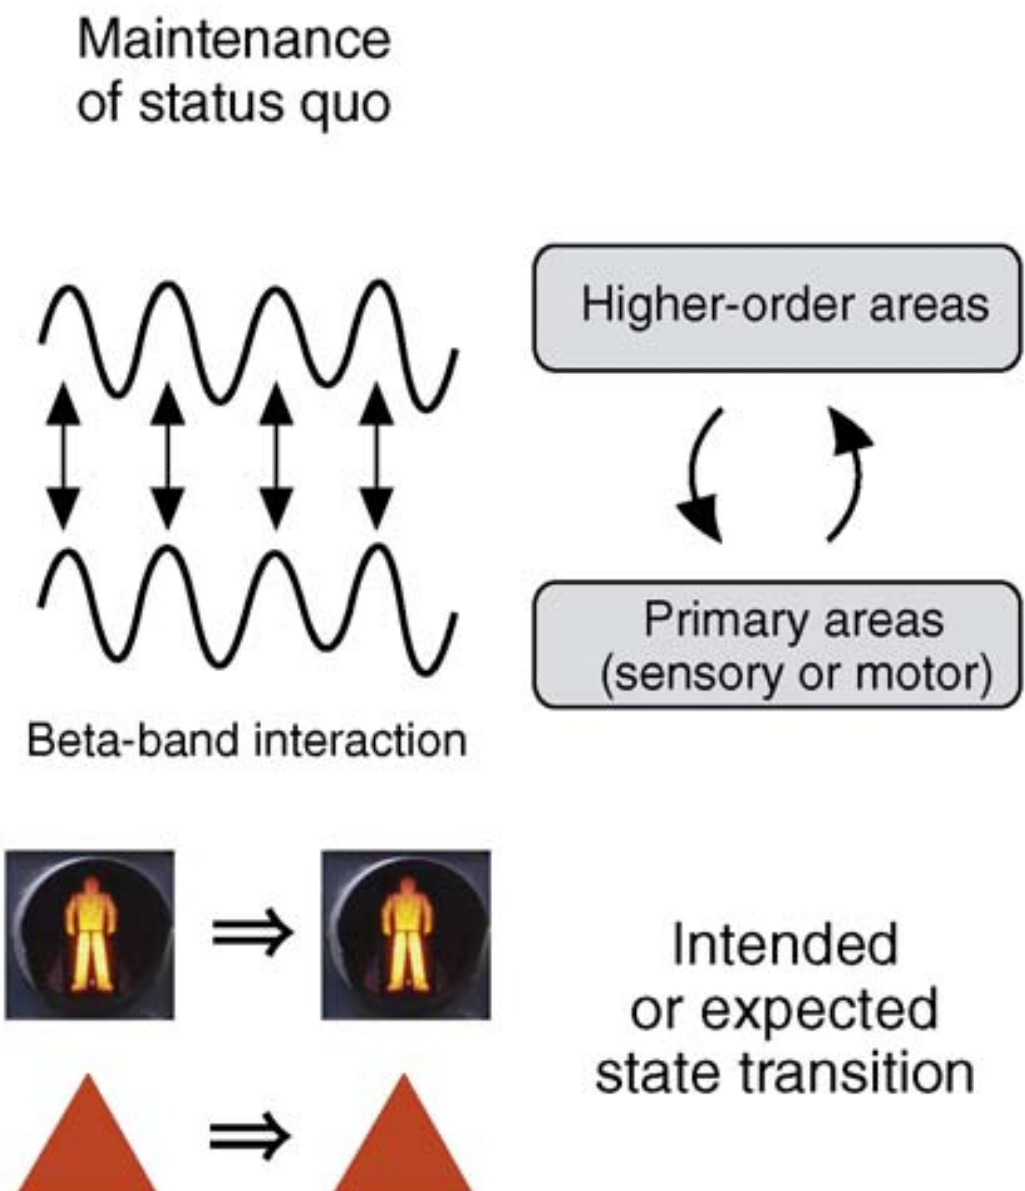 Maintenance
of status quo
Higher-order areas
Primary areas
(sensory or motor)
Beta-band interaction
Intended
or expected
state transition